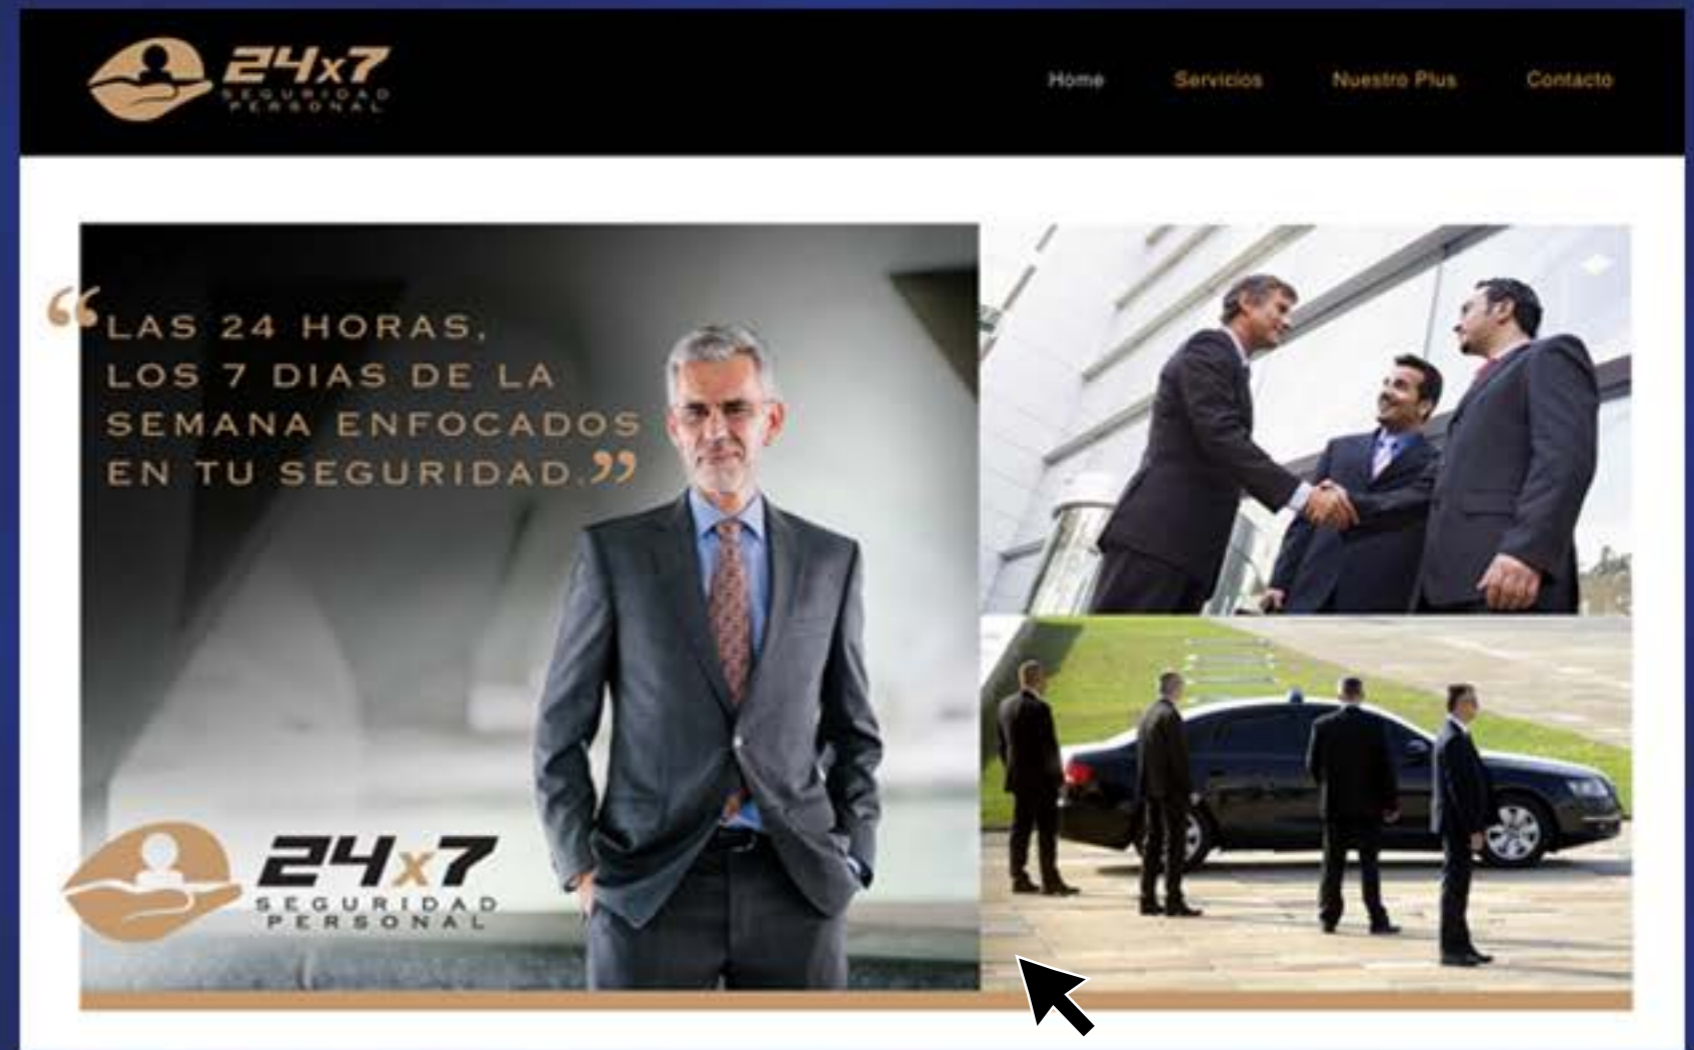 24x7
SEGURIDAD
PERSONAL
Home Servicios Nuestro Plus Contacto
“LAS 24 HORAS,
LOS 7 DIAS DE LA
SEMANA ENFOCADOS
EN TU SEGURIDAD.”
24x7
SEGURIDAD
PERSONAL